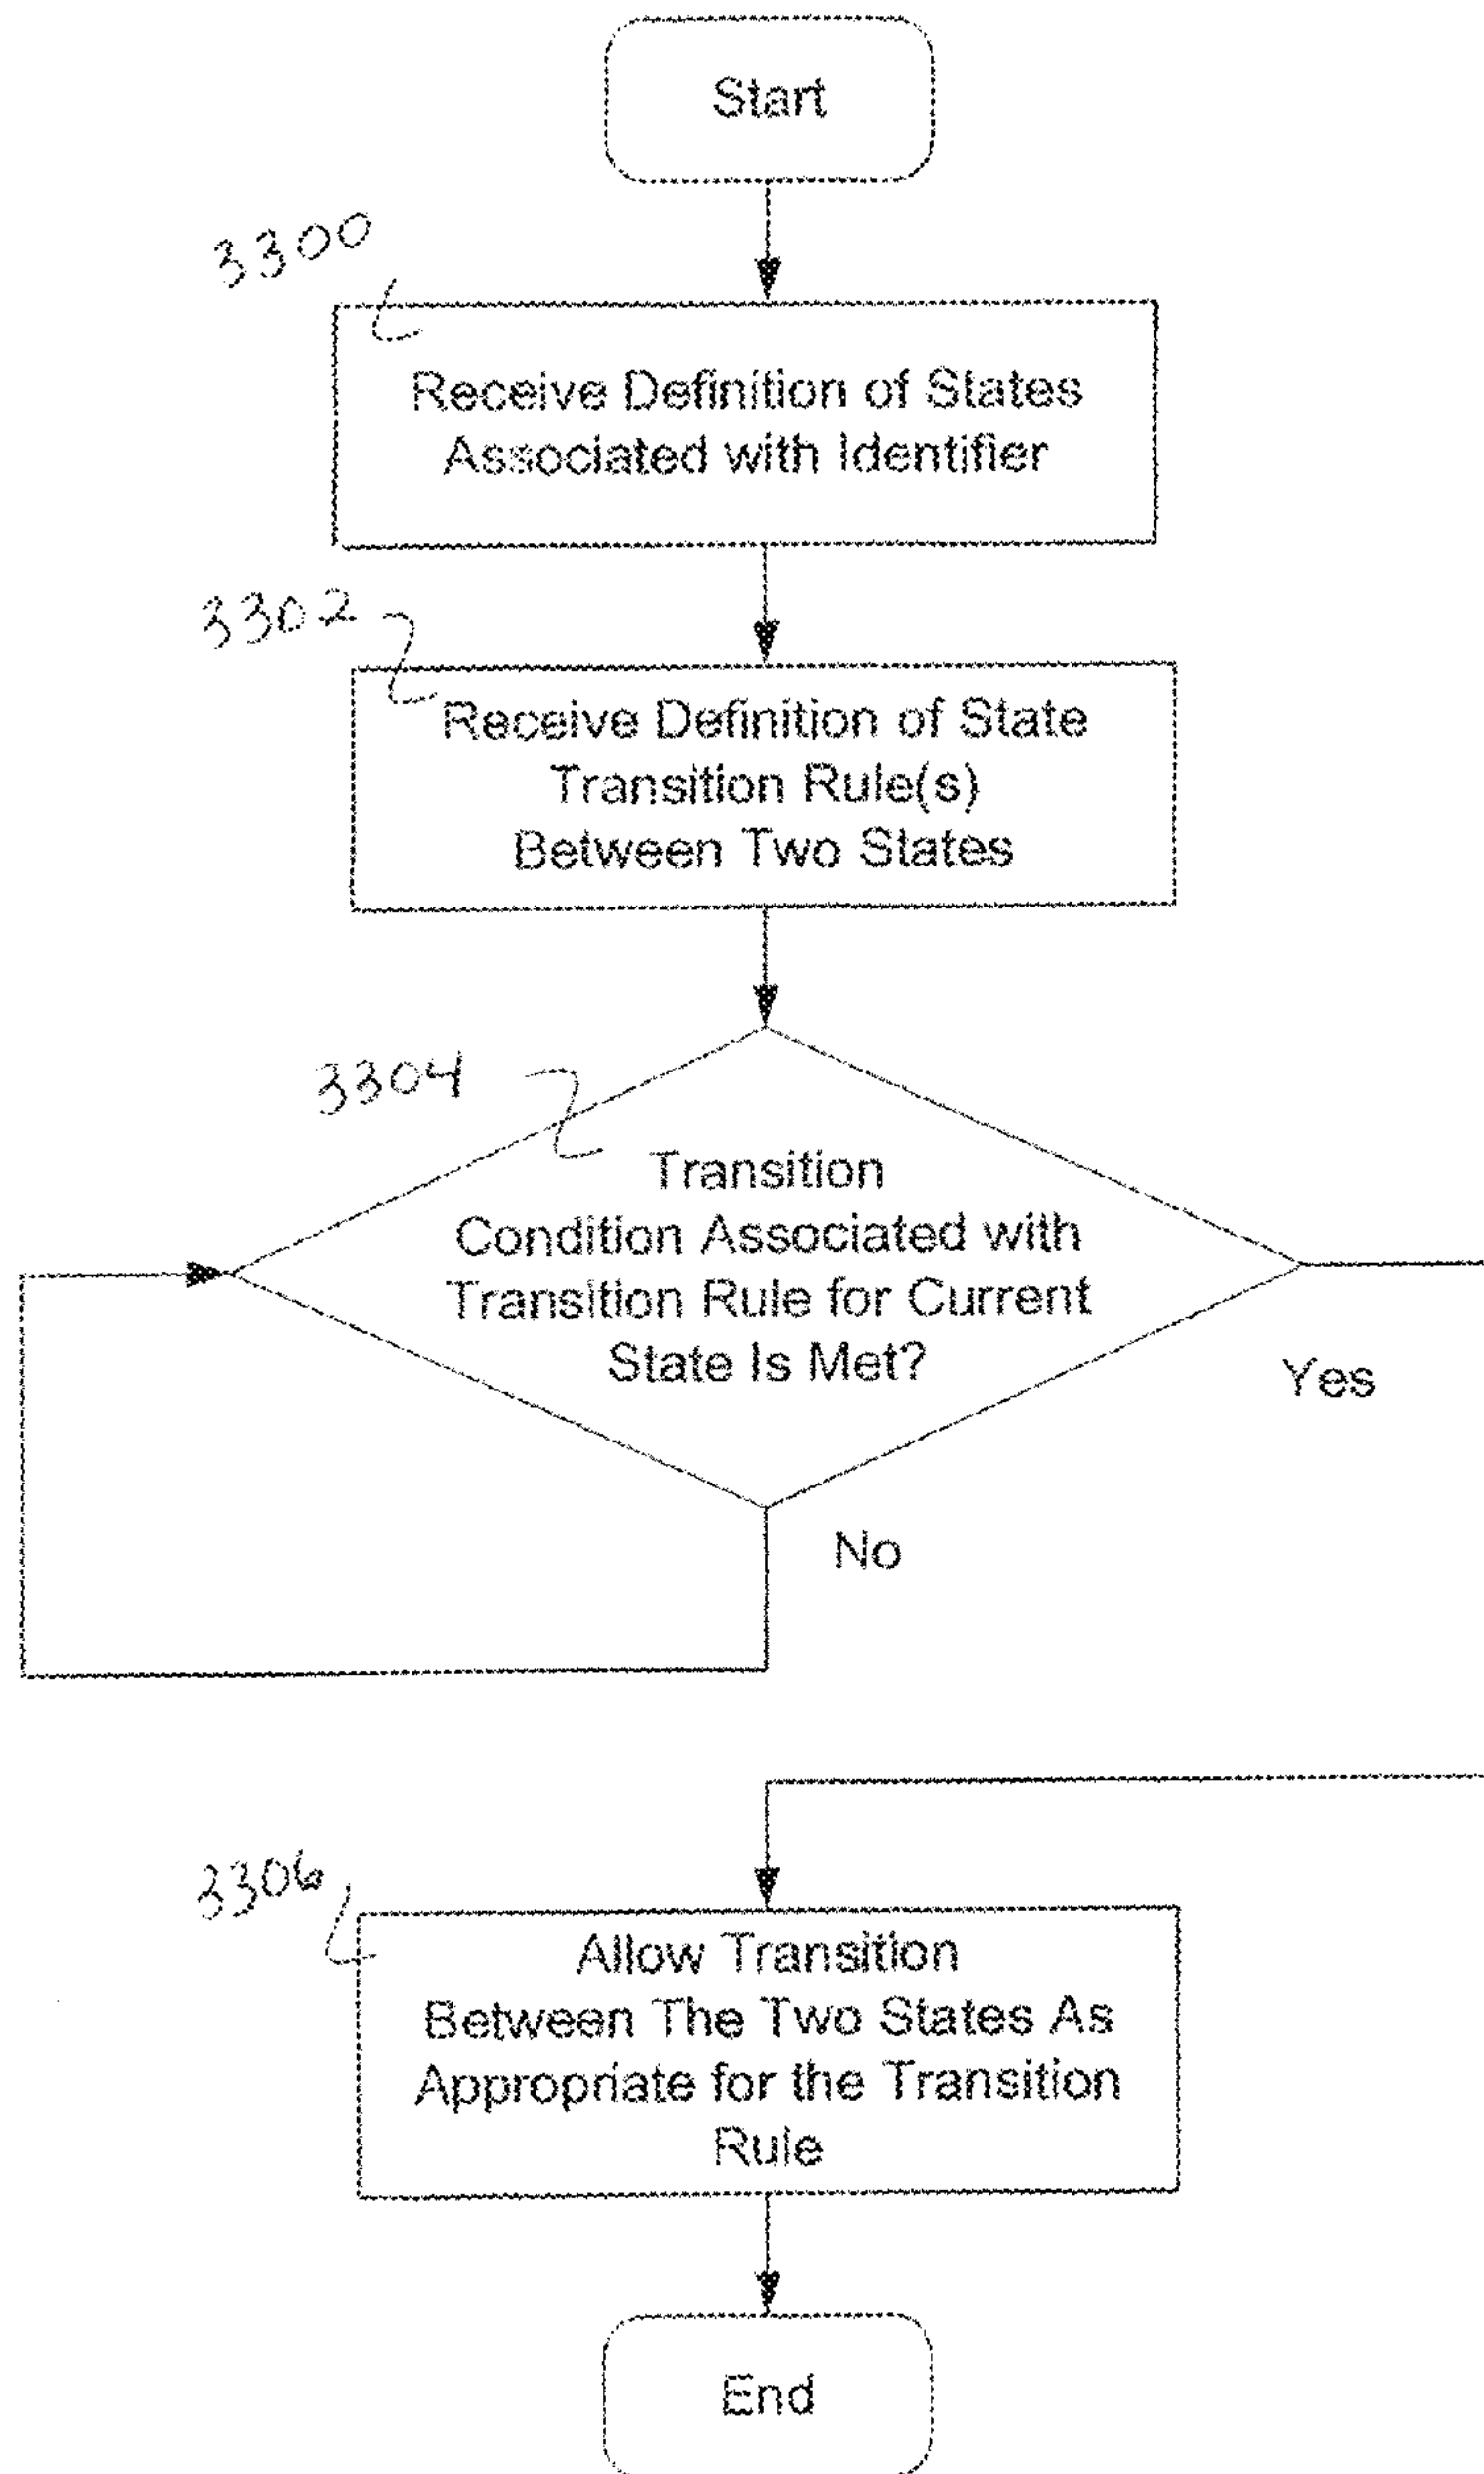 Start
3300
Receive Definition of States
Associated with Identifier
3302
Receive Definition of State
Transition Rule(s)
Between Two States
3304
Transition
Condition Associated with
Transition Rule for Current
State Is Met?
Yes
No
3306
Allow Transition
Between The Two States As
Appropriate for the Transition
Rule
End